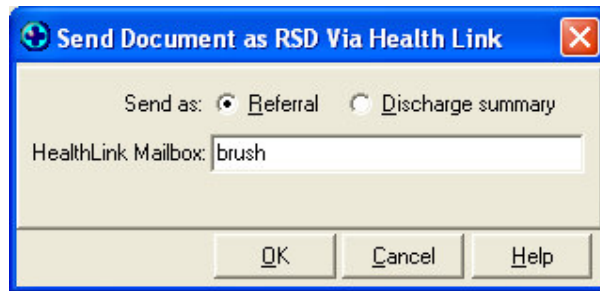 Send Document as RSD Via Health Link
Send as: Referral Discharge summary
HealthLink Mailbox: brush
OK Cancel Help